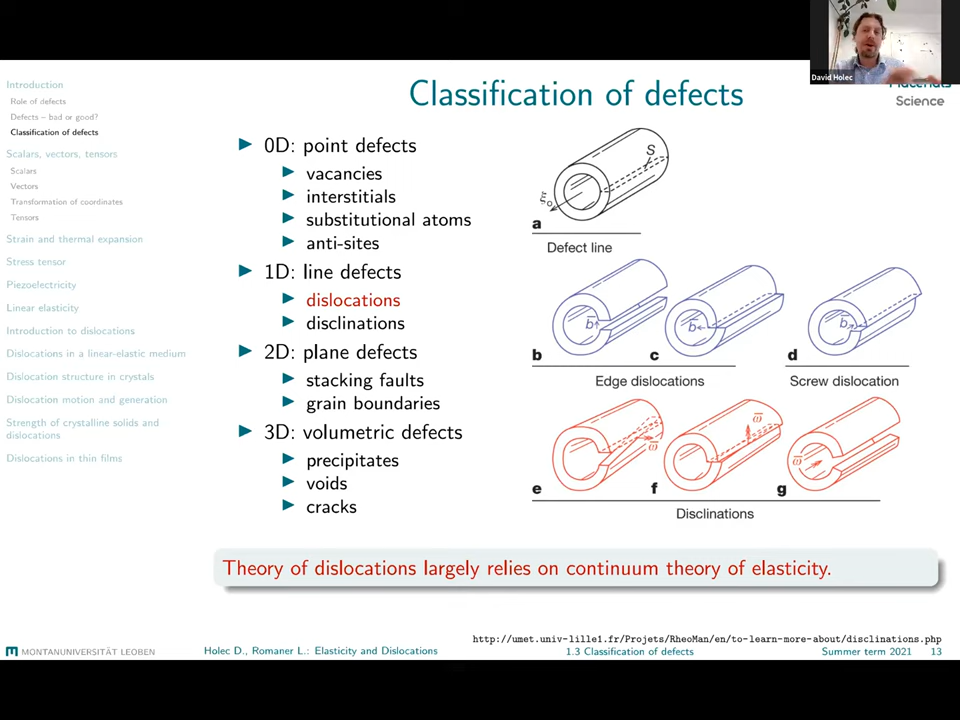 David Holec
Materials
Science
Classification of defects
Introduction
Role of defects
Defects – bad or good?
Classification of defects
Scalars, vectors, tensors
Scalars
Vectors
Transformation of coordinates
Tensors
Strain and thermal expansion
Stress tensor
Piezoelectricity
Linear elasticity
Introduction to dislocations
Dislocations in a linear-elastic medium
Dislocation structure in crystals
Dislocation motion and generation
Strength of crystalline solids and
dislocations
Dislocations in thin films
0D: point defects
vacancies
interstitials
substitutional atoms
anti-sites
1D: line defects
dislocations
disclinations
2D: plane defects
stacking faults
grain boundaries
3D: volumetric defects
precipitates
voids
cracks
S
ξ
a
Defect line
b
b
b
b
c
d
Edge dislocations
Screw dislocation
ω
ω
ω
e
f
g
Disclinations
Theory of dislocations largely relies on continuum theory of elasticity.
http://umet.univ-lille1.fr/Projets/RheoMan/en/to-learn-more-about/disclinations.php
MONTANUNIVERSITÄT LEOBEN
Holec D., Romaner L.: Elasticity and Dislocations
1.3 Classification of defects
Summer term 2021 13